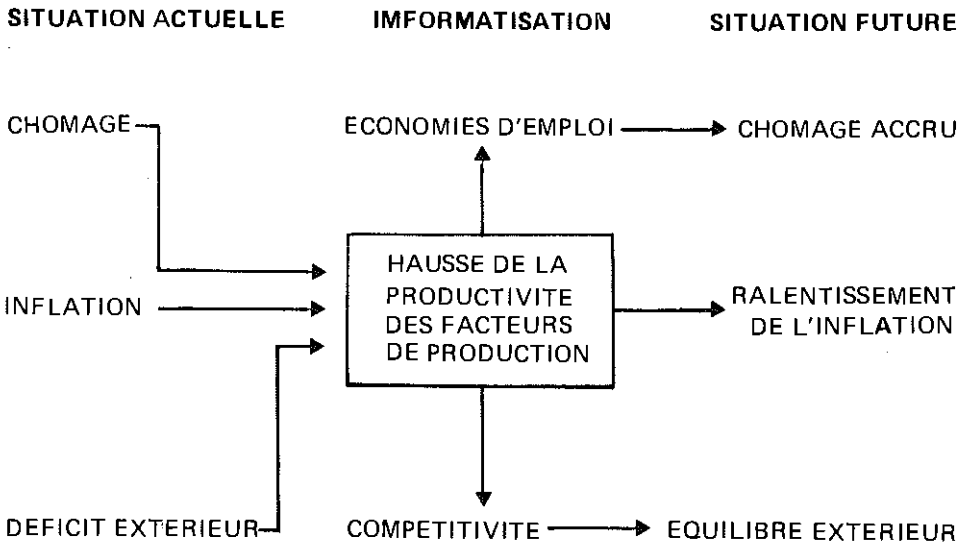 SITUATION ACTUELLE
IMFORMATISATION
SITUATION FUTURE
CHOMAGE
ECONOMIES D'EMPLOI
CHOMAGE ACCRU
INFLATION
HAUSSE DE LA
PRODUCTIVITE
DES FACTEURS
DE PRODUCTION
RALENTISSEMENT
DE L'INFLATION
DEFICIT EXTERIEUR
COMPETITIVITE
EQUILIBRE EXTERIEUR